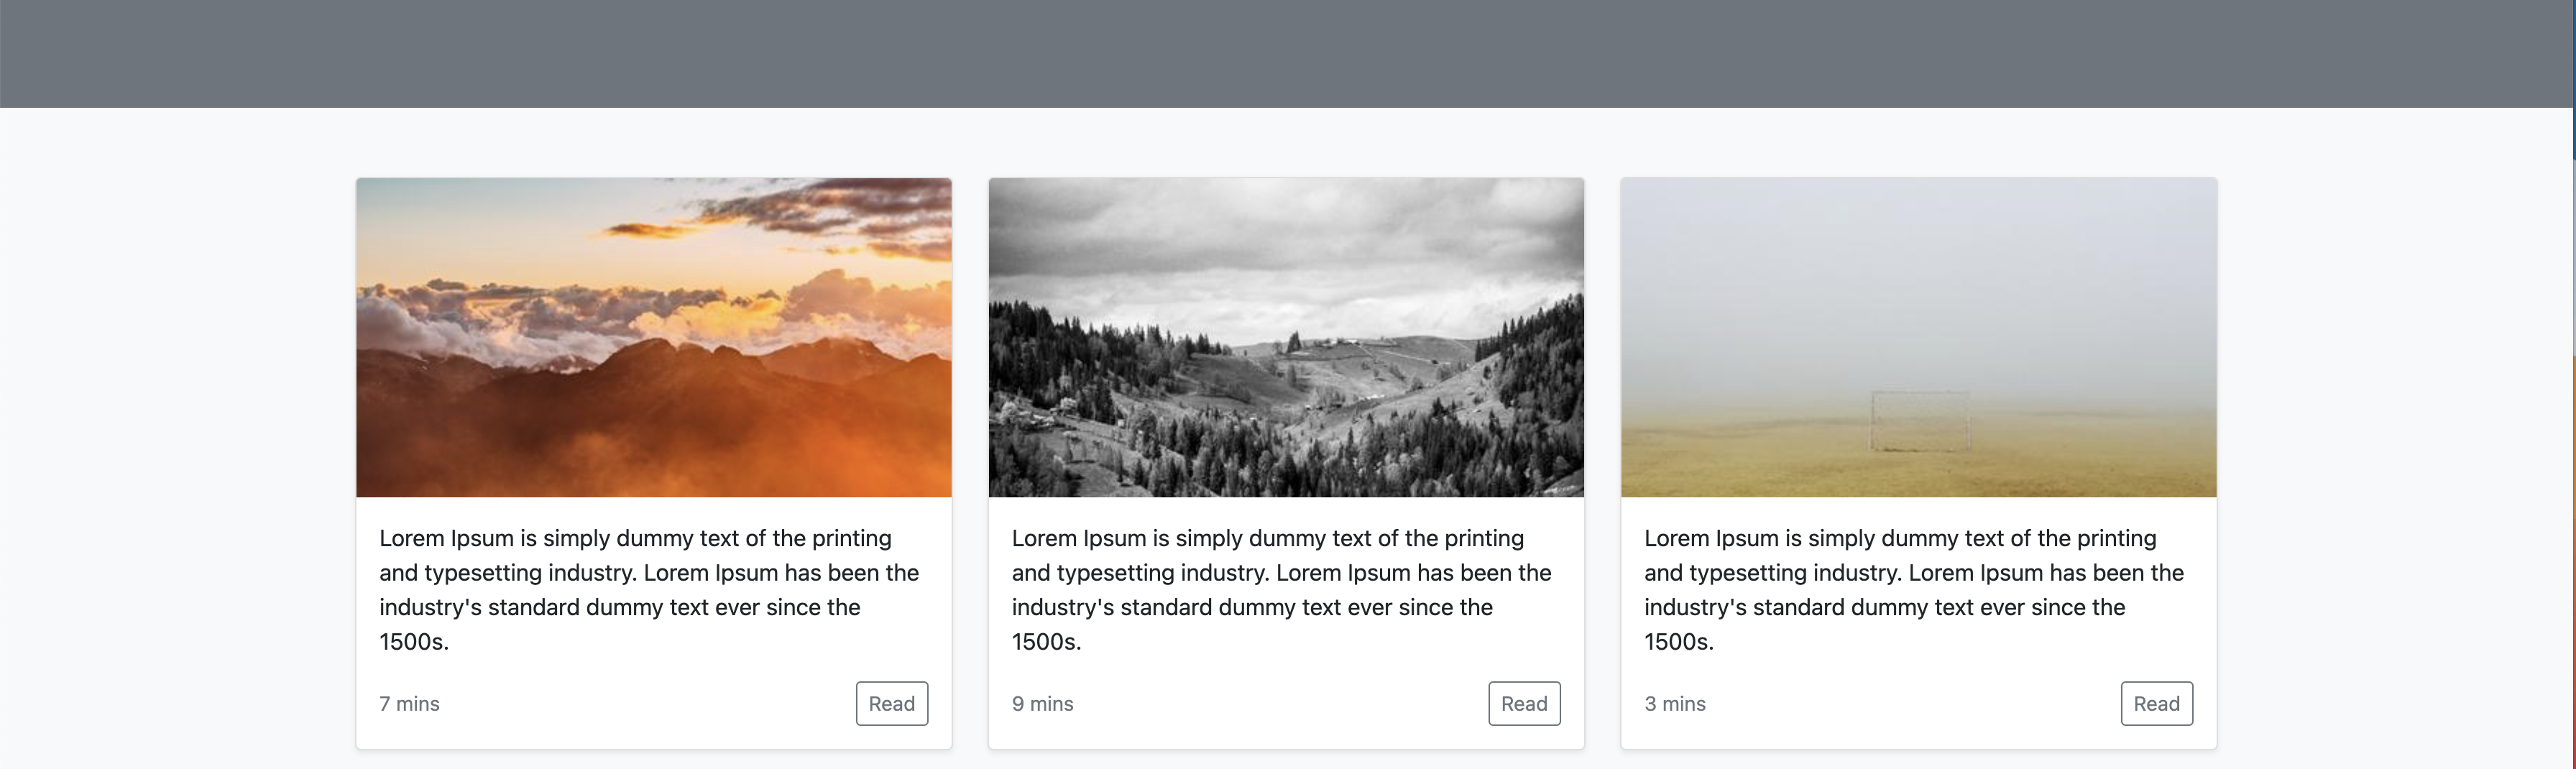 Lorem Ipsum is simply dummy text of the printing
and typesetting industry. Lorem Ipsum has been the
industry's standard dummy text ever since the
1500s.
7 mins
Read
Lorem Ipsum is simply dummy text of the printing
and typesetting industry. Lorem Ipsum has been the
industry's standard dummy text ever since the
1500s.
9 mins
Read
Lorem Ipsum is simply dummy text of the printing
and typesetting industry. Lorem Ipsum has been the
industry's standard dummy text ever since the
1500s.
3 mins
Read